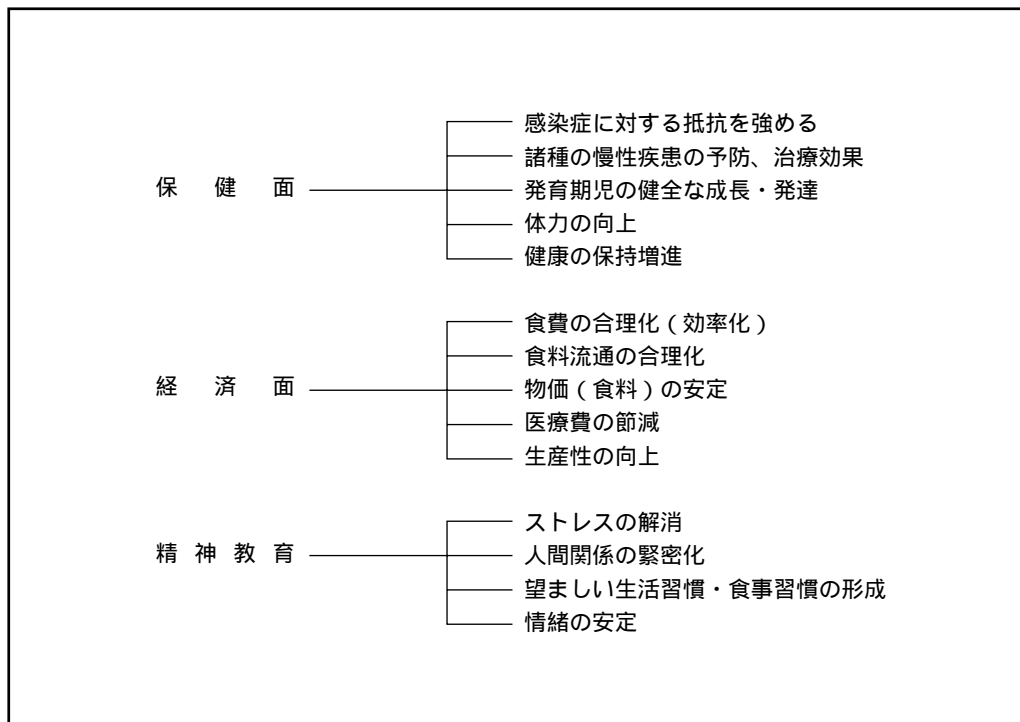 感染症に対する抵抗を強める
諸種の慢性疾患の予防、治療効果
保健面
発育期児の健全な成長・発達
体力の向上
健康の保持増進
食費の合理化(効率化)
食料流通の合理化
経済面
物価(食料)の安定
医療費の節減
生産性の向上
ストレスの解消
精神教育
人間関係の緊密化
望ましい生活習慣・食事習慣の形成
情緒の安定